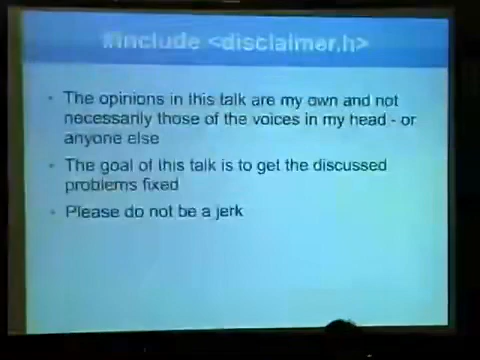 #include <disclaimer.h>
The opinions in this talk are my own and not
necessarily those of the voices in my head - or
anyone else
The goal of this talk is to get the discussed
problems fixed
Please do not be a jerk